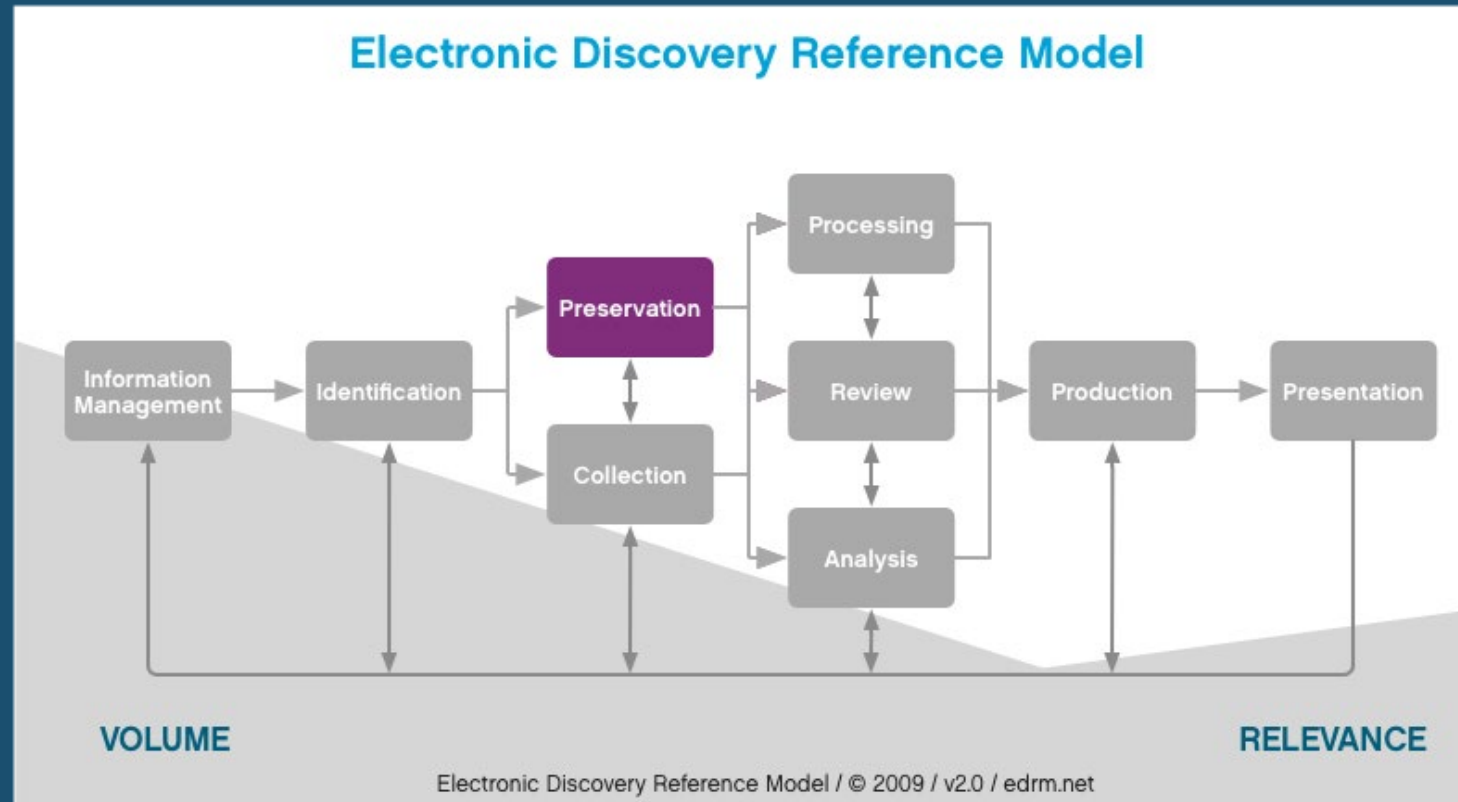 Electronic Discovery Reference Model
Processing
Preservation
Information
Management
Identification
Review
Production
Presentation
Collection
Analysis
VOLUME
RELEVANCE
Electronic Discovery Reference Model / © 2009 / v2.0 / edrm.net